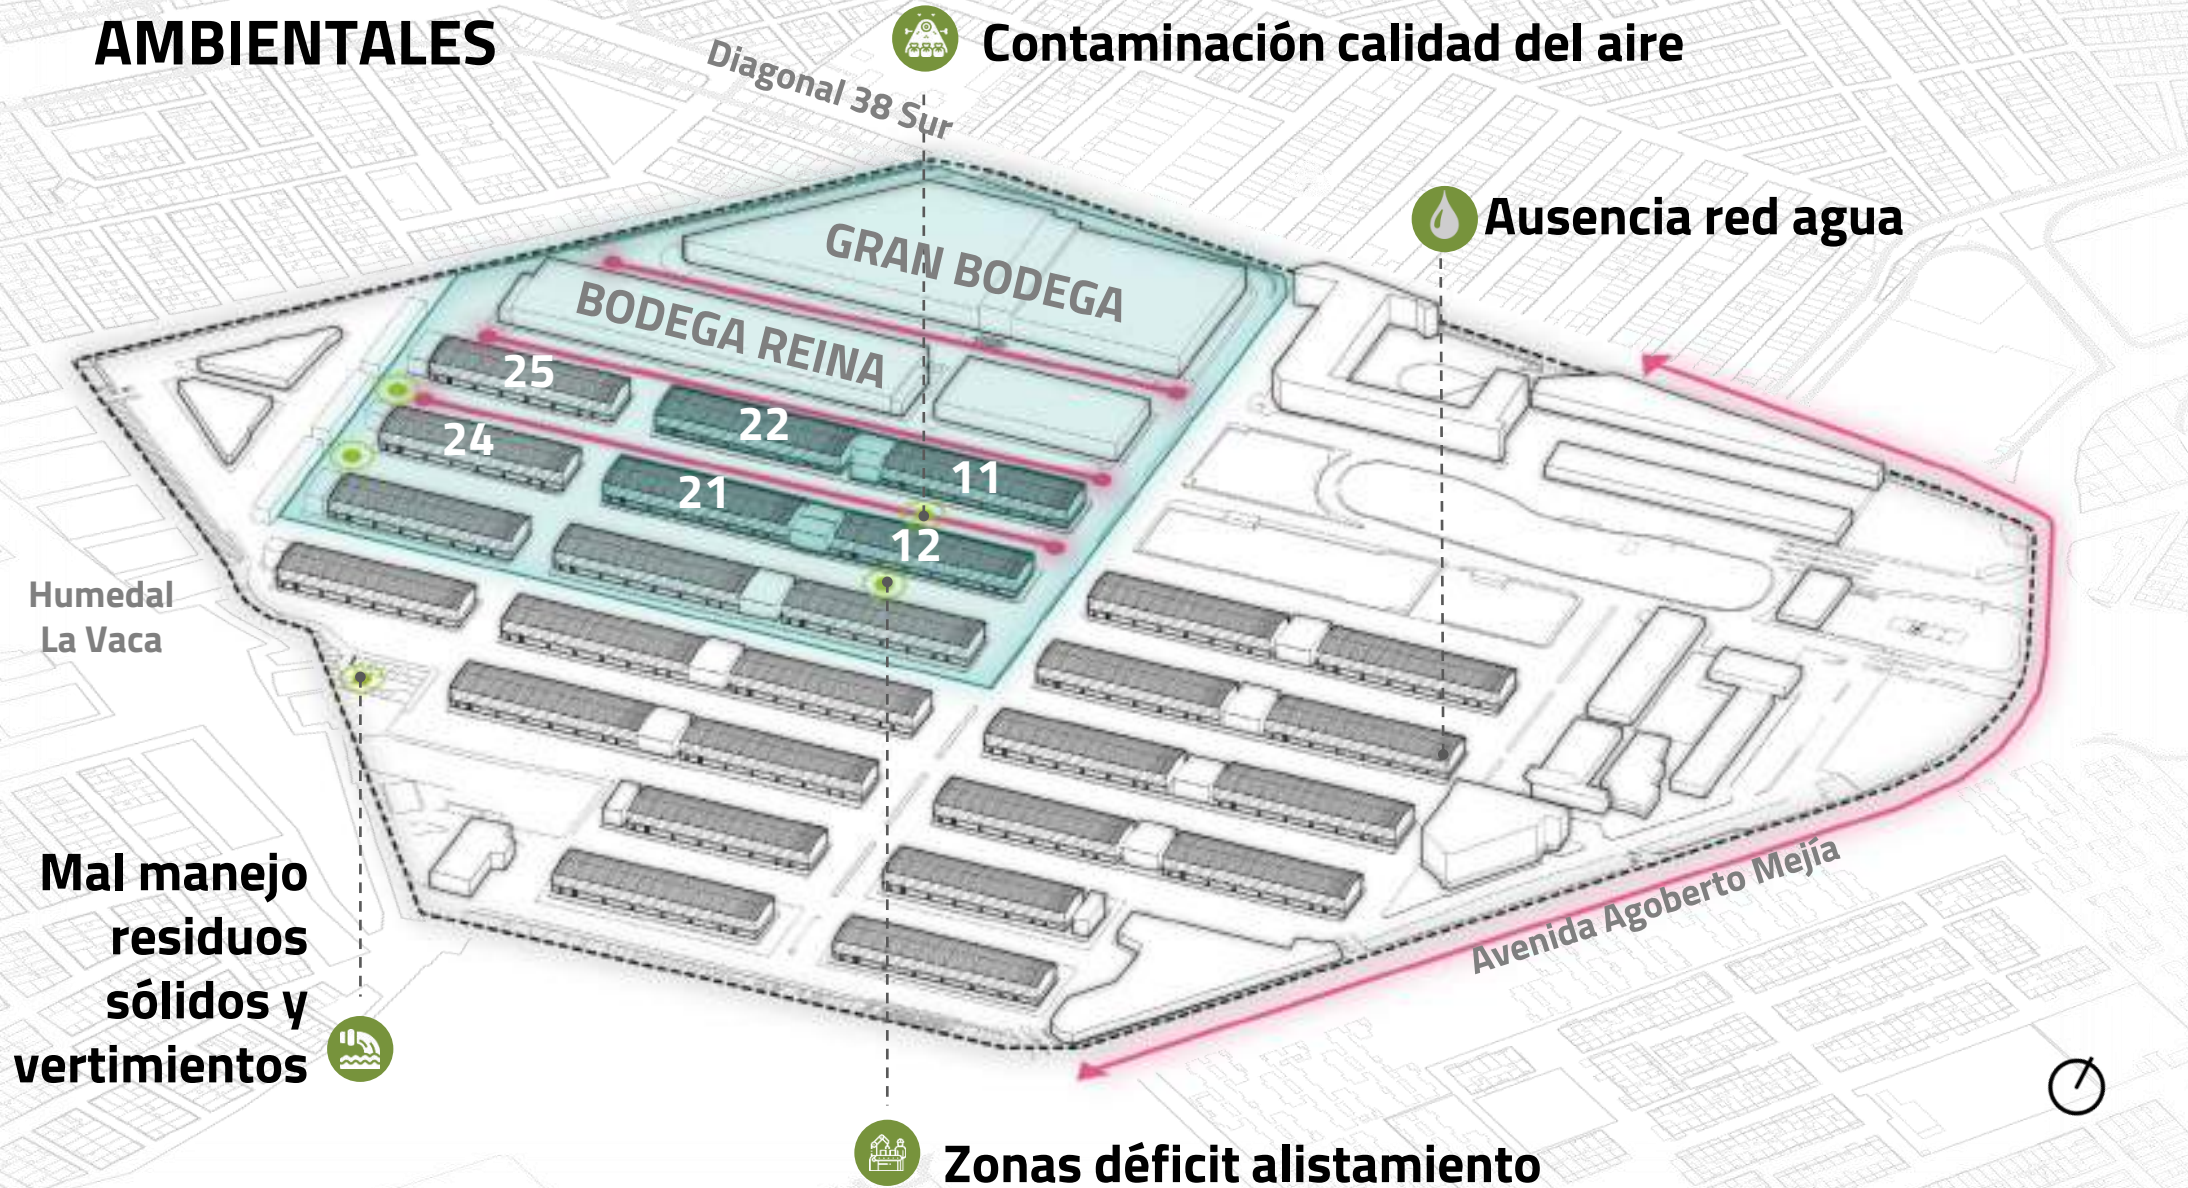 AMBIENTALES
Contaminación calidad del aire
Diagonal 38 Sur
Ausencia red agua
GRAN BODEGA
BODEGA REINA
25
22
24
11
21
12
Humedal
La Vaca
Mal manejo
residuos
sólidos y
vertimientos
Avenida Agoberto Mejía
Zonas déficit alistamiento